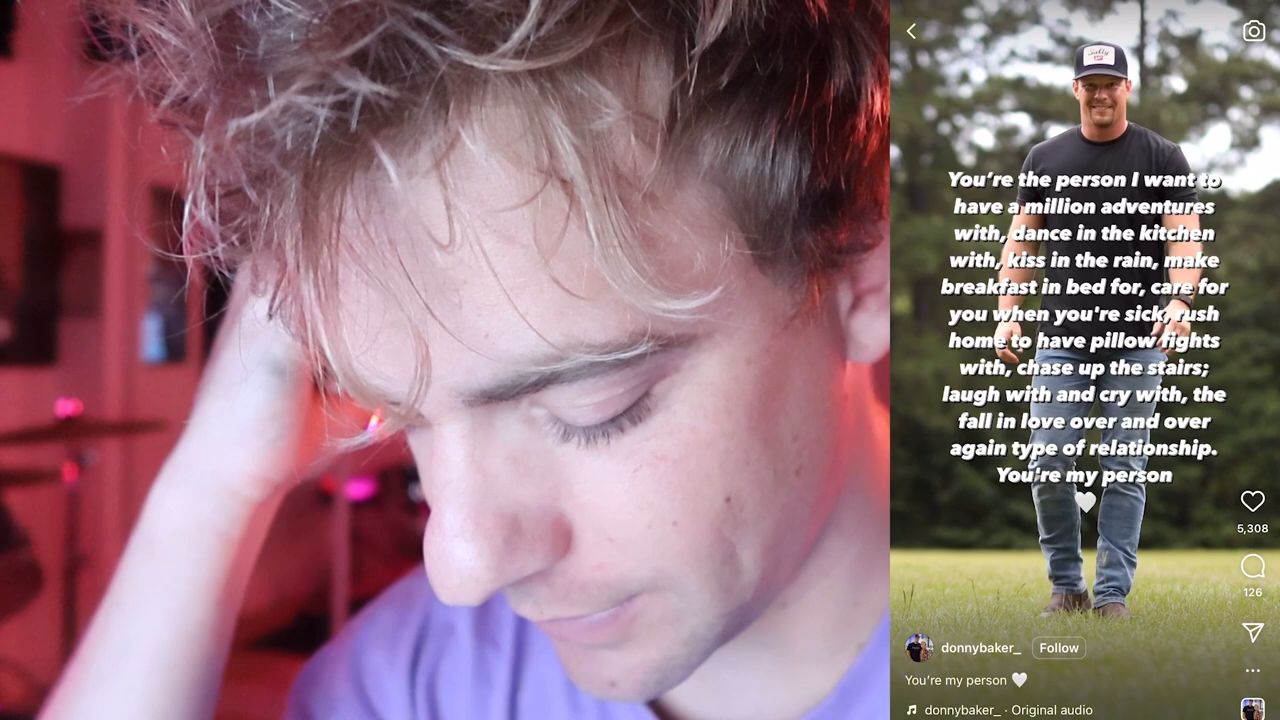 You're the person I want to
have a million adventures
with, dance in the kitchen
with, kiss in the rain, make
breakfast in bed for, care for
you when you're sick, rush
home to have pillow fights
with, chase up the stairs;
laugh with and cry with, the
fall in love over and over
again type of relationship.
You're my person
🤍
5,308
126
donnybaker_ Follow
You're my person 🤍
donnybaker_ · Original audio